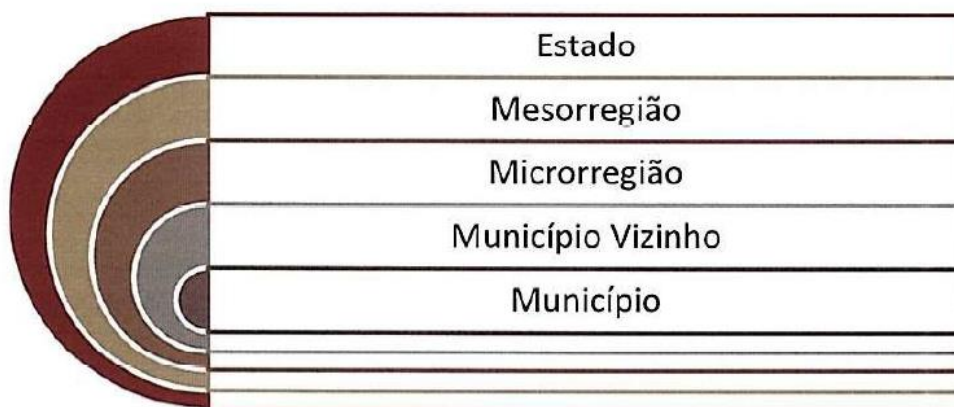 Estado
Mesorregião
Microrregião
Município Vizinho
Município